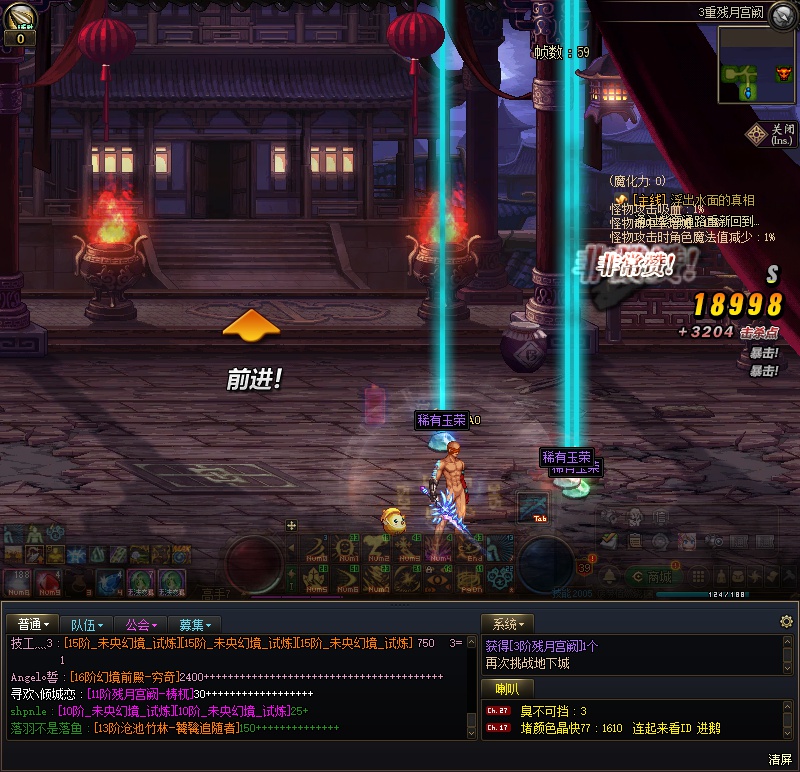 3重残月宫阙
0
帧数：59
关闭
(Ins.)
(魔化力: 0)
[主线] 浮出水面的真相
怪物攻击吸血：1%
怪物攻击时角色魔法值减少：1%
非常赞!
S
18998
+3204 击杀点
暴击!
暴击!
前进!
稀有玉荣
稀有玉荣
稀有玉荣
Tab
商城
124/188
普通
队伍
公会
募集
系统
技工灬3：[15阶_未央幻境_试炼][15阶_未央幻境_试炼][15阶_未央幻境_试炼] 750 3=
1
Angelo誓：[16阶幻境前殿-穷奇]2400++++++++++++++++++++++++++++++++++++++++
寻欢\倾城恋：[11阶残月宫阙-梼杌]30++++++++++++++++++
shpnle：[10阶_未央幻境_试炼][10阶_未央幻境_试炼]25+
落羽不是落鱼：[13阶沧池竹林-饕餮追随者]150++++++++++++++
获得[3阶残月宫阙]1个
再次挑战地下城
喇叭
Ch.27 臭不可挡：3
Ch.17 堵颜色晶快77：1610 连起来看ID 进鹅
清屏